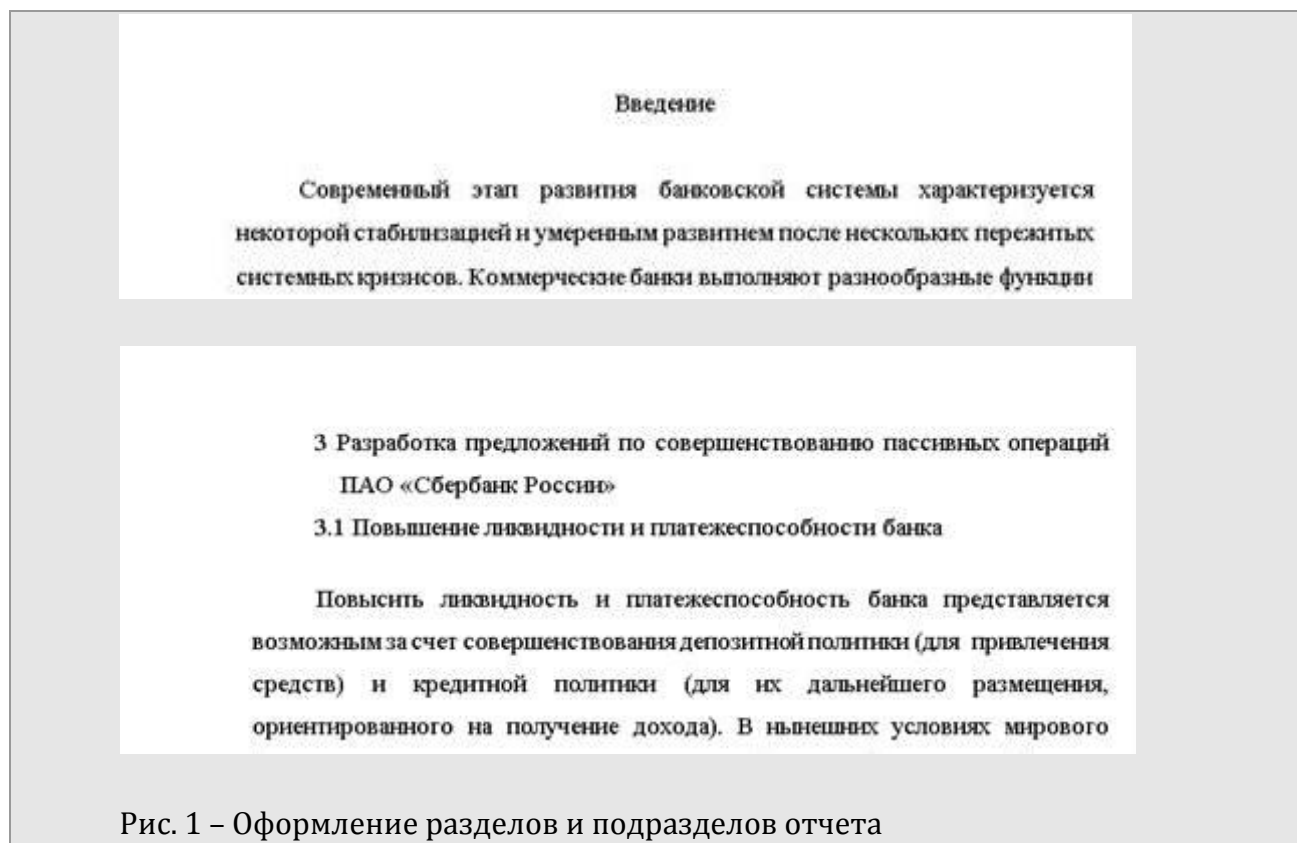 Введение
Современный этап развития банковской системы характеризуется
некоторой стабилизацией и умеренным развитием после нескольких пережитых
системных кризисов. Коммерческие банки выполняют разнообразные функции
3 Разработка предложений по совершенствованию пассивных операций
ПАО «Сбербанк России»
3.1 Повышение ликвидности и платежеспособности банка
Повысить ликвидность и платежеспособность банка представляется
возможным за счет совершенствования депозитной политики (для привлечения
средств) и кредитной политики (для их дальнейшего размещения,
ориентированного на получение дохода). В нынешних условиях мирового
Рис. 1 – Оформление разделов и подразделов отчета